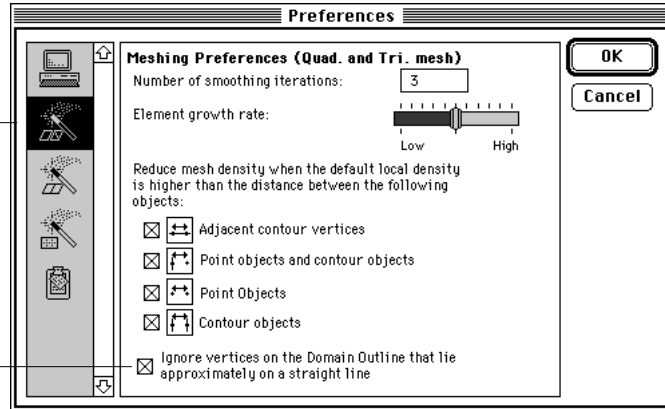 Preferences
Meshing Preferences (Quad. and Tri. mesh)
Number of smoothing iterations: 3
Element growth rate:
Low High
Reduce mesh density when the default local density
is higher than the distance between the following
objects:
Adjacent contour vertices
Point objects and contour objects
Point Objects
Contour objects
Ignore vertices on the Domain Outline that lie
approximately on a straight line
OK
Cancel